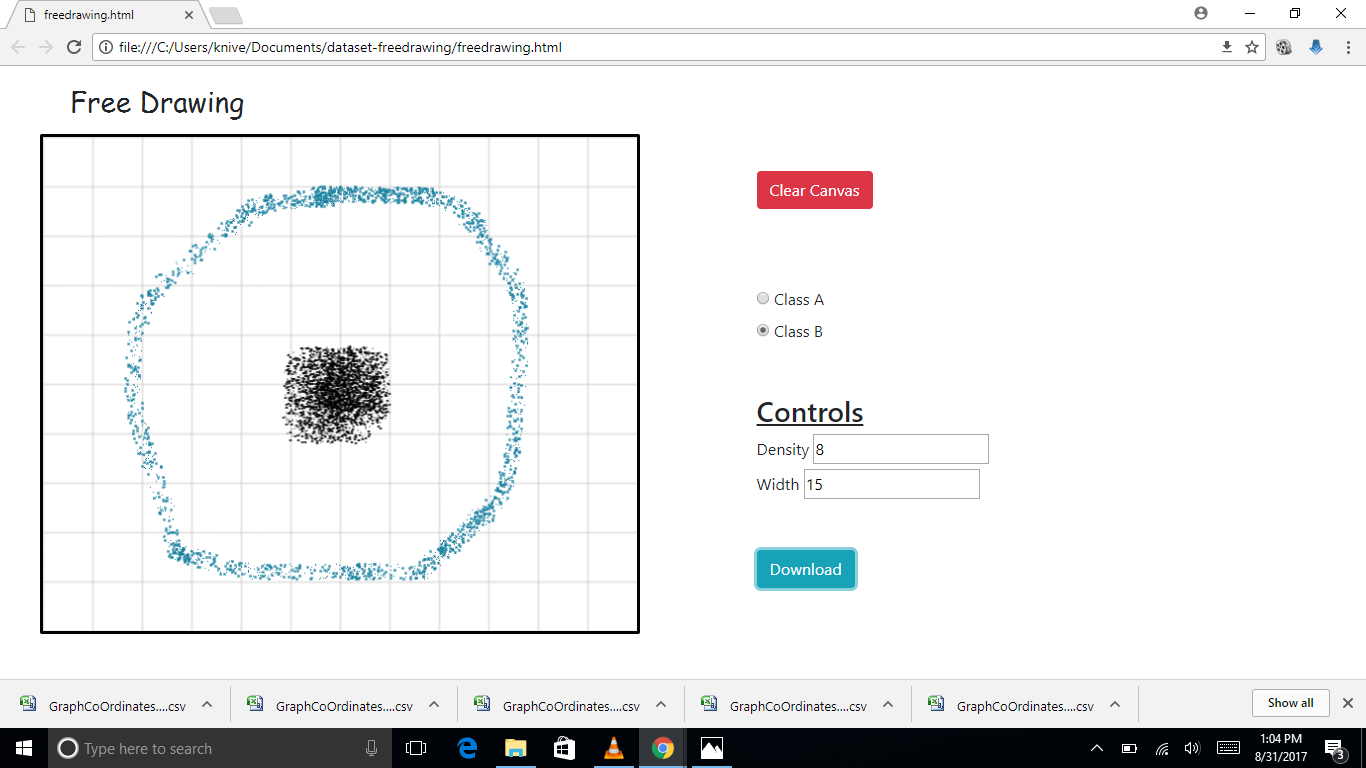 freedrawing.html
file:///C:/Users/knive/Documents/dataset-freedrawing/freedrawing.html
Free Drawing
Clear Canvas
Class A
Class B
Controls
Density 8
Width 15
Download
GraphCoOrdinates....csv
GraphCoOrdinates....csv
GraphCoOrdinates....csv
GraphCoOrdinates....csv
GraphCoOrdinates....csv
Show all
Type here to search
1:04 PM
8/31/2017
3